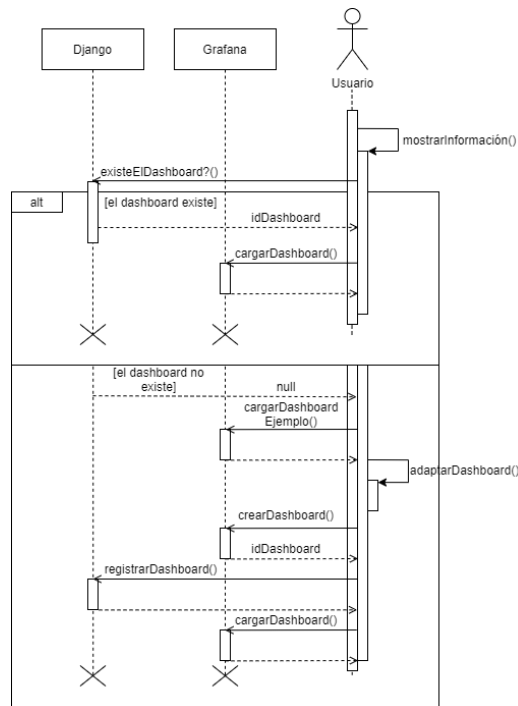 Django
Grafana
Usuario
mostrarInformación()
existeElDashboard?()
alt
[el dashboard existe]
idDashboard
cargarDashboard()
[el dashboard no
existe]
null
cargarDashboard
Ejemplo()
adaptarDashboard()
crearDashboard()
idDashboard
registrarDashboard()
cargarDashboard()